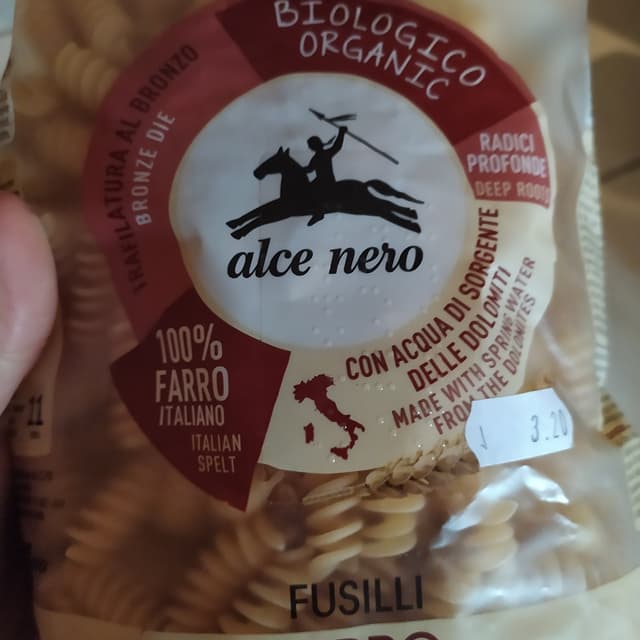 BIOLOGICO
ORGANIC
TRAFILATURA AL BRONZO
BRONZE DIE
RADICI
PROFONDE
DEEP ROOTS
alce nero
100%
FARRO
ITALIANO
ITALIAN
SPELT
CON ACQUA DI SORGENTE
DELLE DOLOMITI
MADE WITH SPRING WATER
FROM THE DOLOMITES
3.20
11
FUSILLI